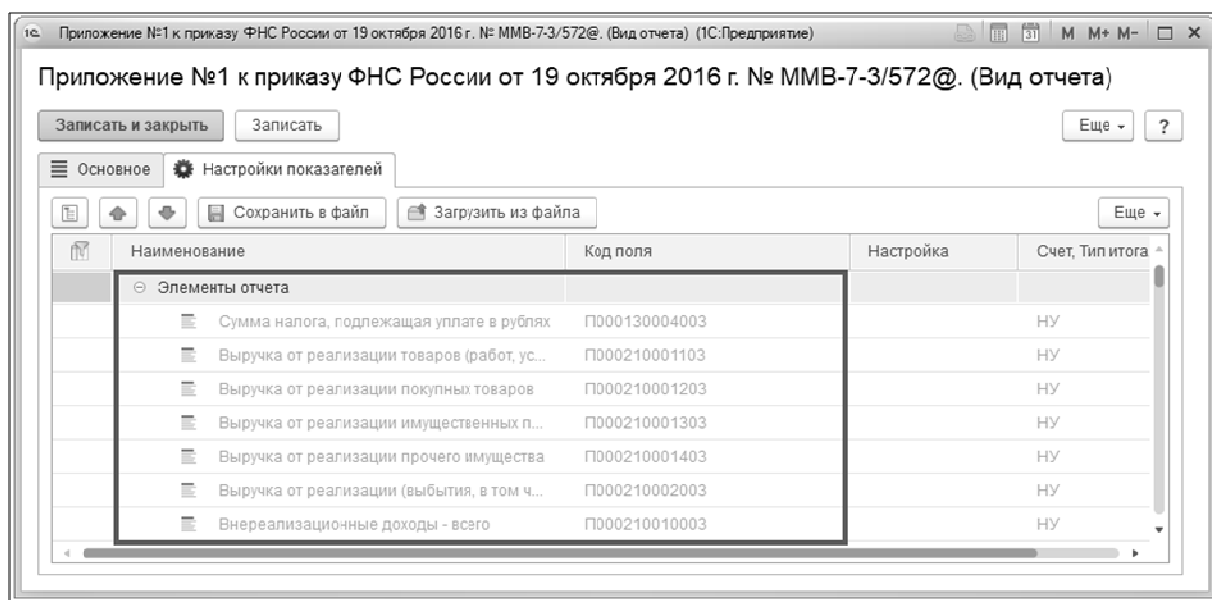 1С Приложение №1 к приказу ФНС России от 19 октября 2016 г. № ММВ-7-3/572@. (Вид отчета) (1С:Предприятие) 31 M M+ M-
Приложение №1 к приказу ФНС России от 19 октября 2016 г. № ММВ-7-3/572@. (Вид отчета)
Записать и закрыть Записать Еще ?
Основное Настройки показателей
Сохранить в файл Загрузить из файла Еще
Наименование Код поля Настройка Счет, Тип итога
Элементы отчета
Сумма налога, подлежащая уплате в рублях П000130004003 НУ
Выручка от реализации товаров (работ, ус... П000210001103 НУ
Выручка от реализации покупных товаров П000210001203 НУ
Выручка от реализации имущественных п... П000210001303 НУ
Выручка от реализации прочего имущества П000210001403 НУ
Выручка от реализации (выбытия, в том ч... П000210002003 НУ
Внереализационные доходы - всего П000210010003 НУ